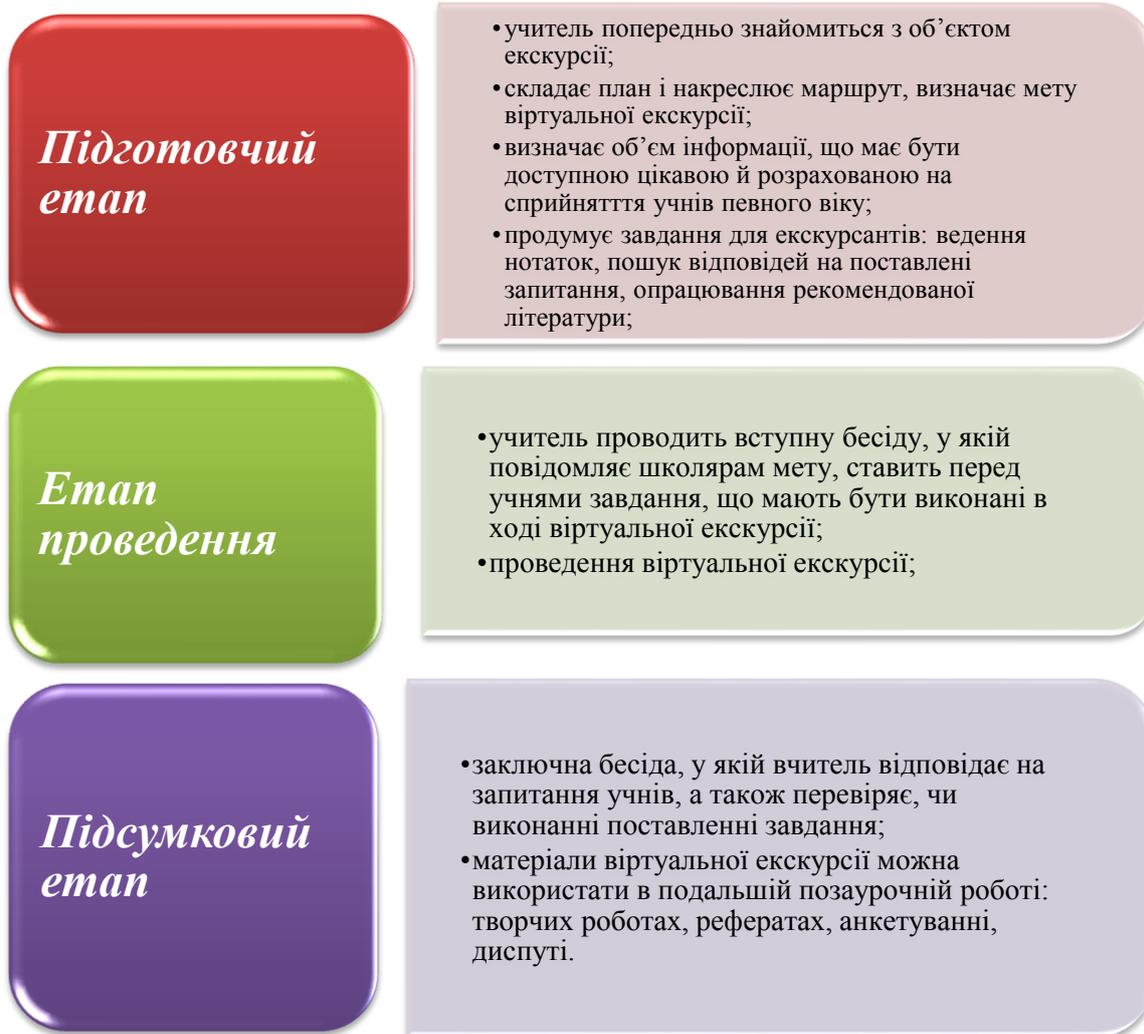 Підготовчий
етап
•учитель попередньо знайомиться з об’єктом
екскурсії;
•складає план і накреслює маршрут, визначає мету
віртуальної екскурсії;
•визначає об’єм інформації, що має бути
доступною цікавою й розрахованою на
сприйнятття учнів певного віку;
•продумує завдання для екскурсантів: ведення
нотаток, пошук відповідей на поставлені
запитання, опрацювання рекомендованої
літератури;
Етап
проведення
•учитель проводить вступну бесіду, у якій
повідомляє школярам мету, ставить перед
учнями завдання, що мають бути виконані в
ході віртуальної екскурсії;
•проведення віртуальної екскурсії;
Підсумковий
етап
•заключна бесіда, у якій вчитель відповідає на
запитання учнів, а також перевіряє, чи
виконанні поставленні завдання;
•матеріали віртуальної екскурсії можна
використати в подальшій позаурочній роботі:
творчих роботах, рефератах, анкетуванні,
диспуті.